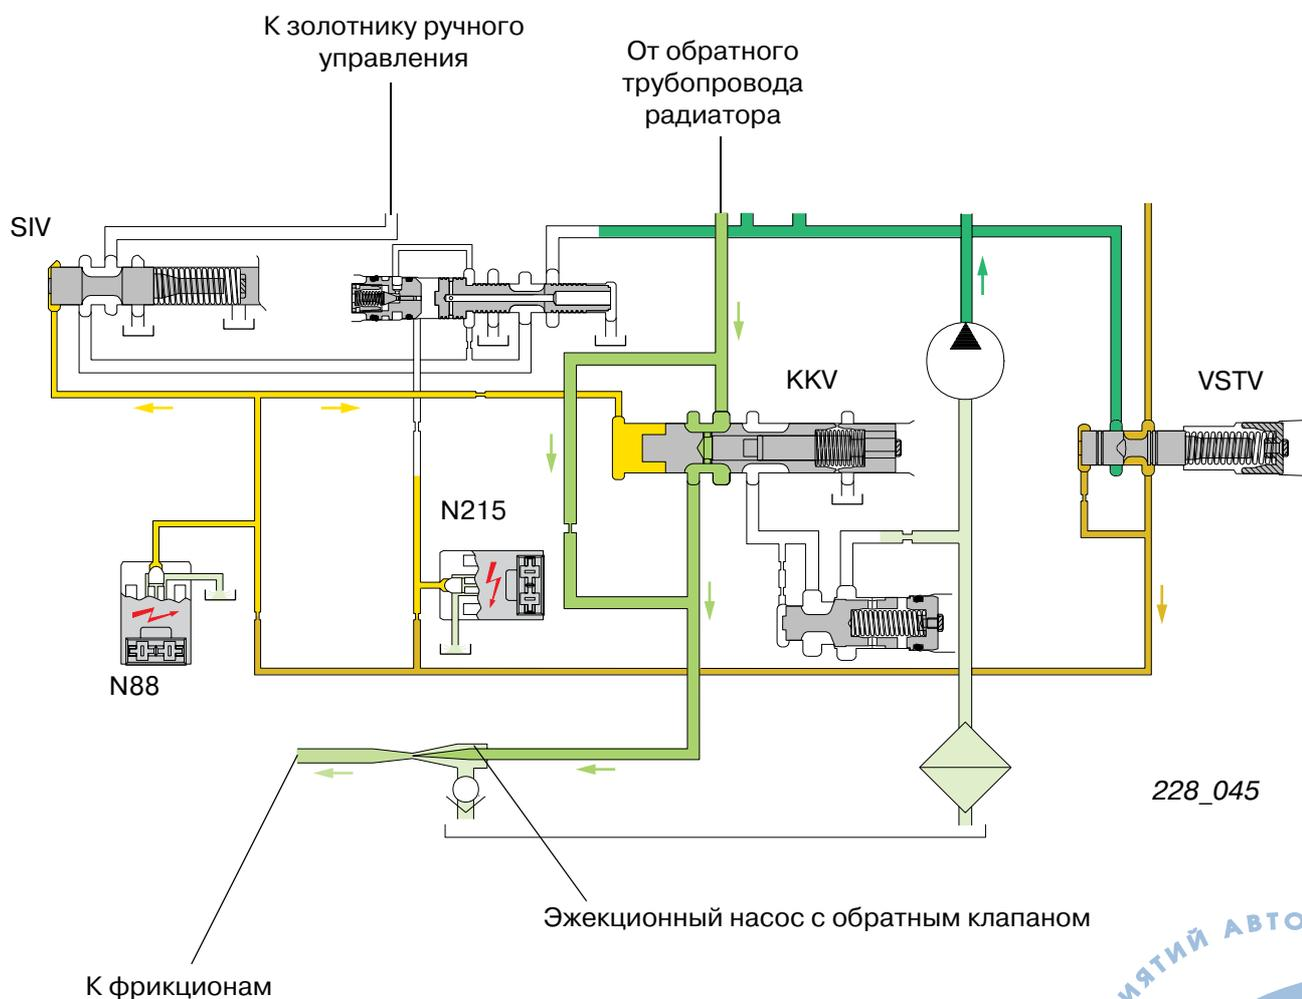 К золотнику ручного
управления
От обратного
трубопровода
радиатора
SIV
KKV
VSTV
N215
N88
228_045
Эжекционный насос с обратным клапаном
К фрикционам